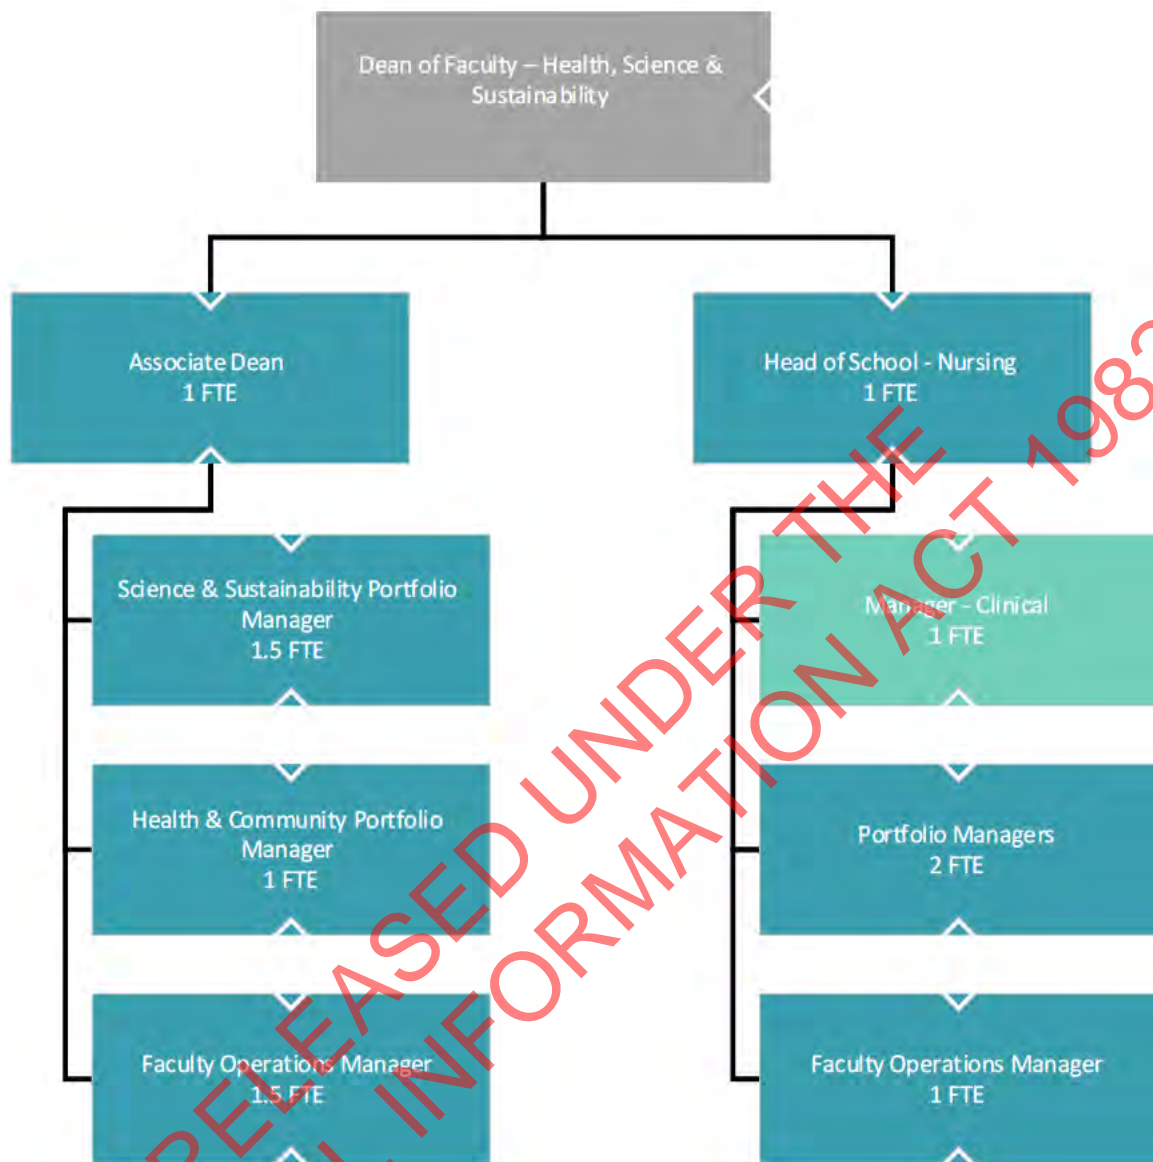 Dean of Faculty – Health, Science &
Sustainability
Associate Dean
1 FTE
Head of School - Nursing
1 FTE
Science & Sustainability Portfolio
Manager
1.5 FTE
Health & Community Portfolio
Manager
1 FTE
Faculty Operations Manager
1.5 FTE
Manager - Clinical
1 FTE
Portfolio Managers
2 FTE
Faculty Operations Manager
1 FTE
RELEASED UNDER THE
INFORMATION ACT 1982